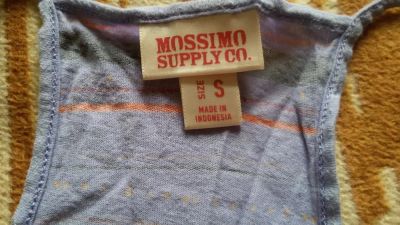 MOSSIMO
SUPPLY CO.
SIZE S
MADE IN
INDONESIA